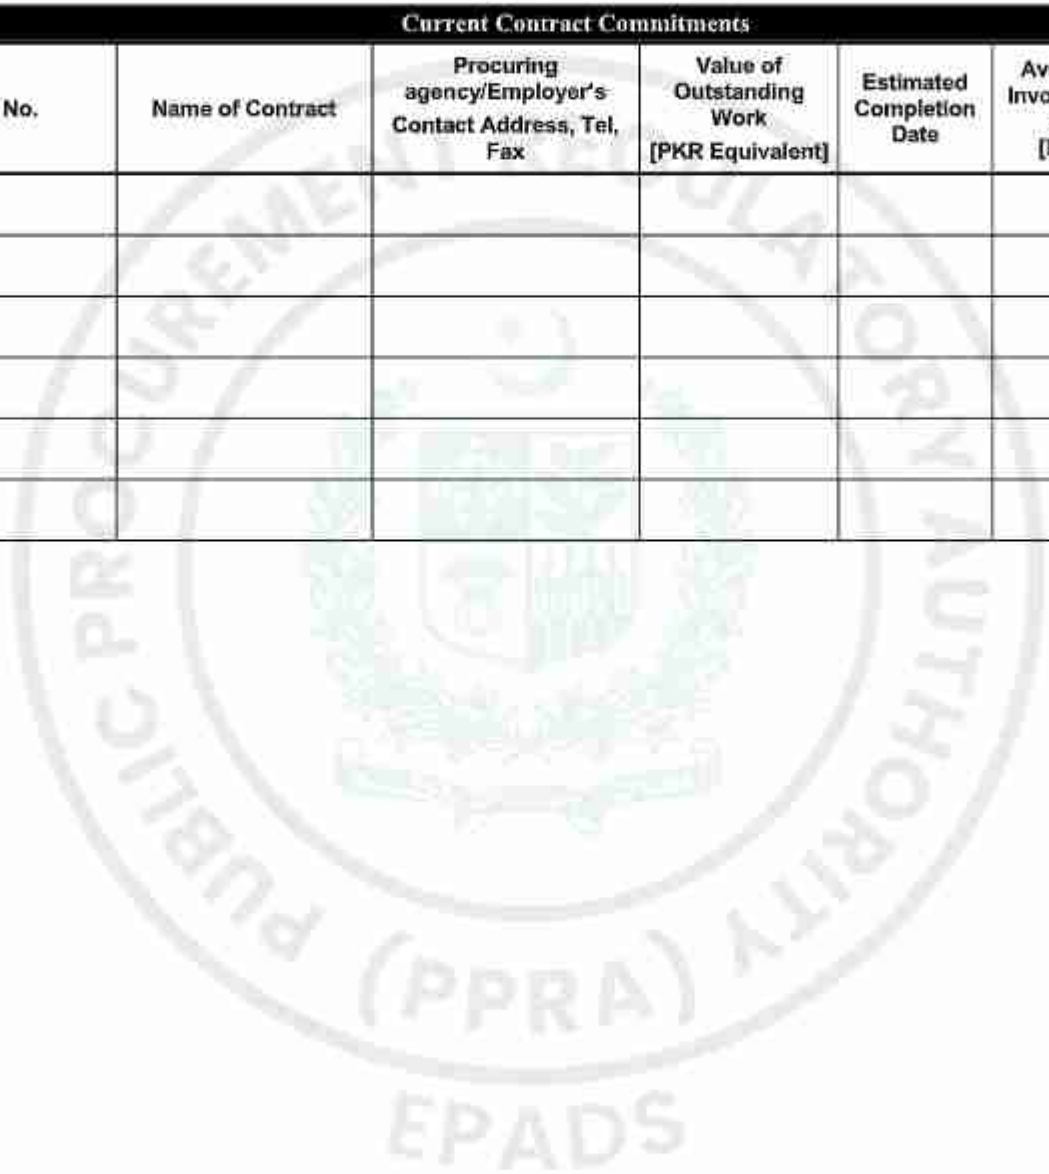 Current Contract Commitments
No.
Name of Contract
Procuring
agency/Employer's
Contact Address, Tel,
Fax
Value of
Outstanding
Work
[PKR Equivalent]
Estimated
Completion
Date
PUBLIC PROCUREMENT REGULATORY AUTHORITY
(PPRA)
EPADS